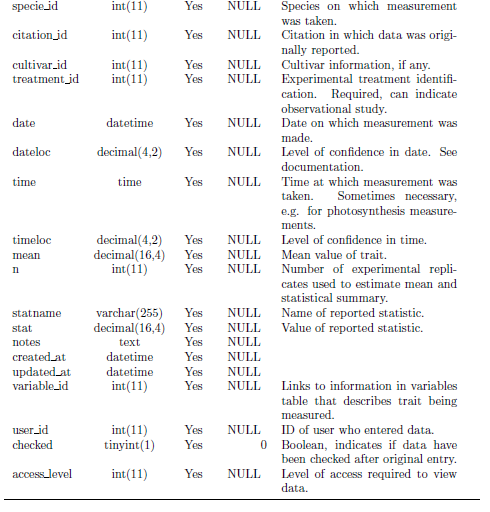 specie_id int(11) Yes NULL Species on which measurement
was taken.
citation_id int(11) Yes NULL Citation in which data was origi-
nally reported.
cultivar_id int(11) Yes NULL Cultivar information, if any.
treatment_id int(11) Yes NULL Experimental treatment identifi-
cation. Required, can indicate
observational study.
date datetime Yes NULL Date on which measurement was
made.
dateloc decimal(4,2) Yes NULL Level of confidence in date. See
documentation.
time time Yes NULL Time at which measurement was
taken. Sometimes necessary,
e.g. for photosynthesis measure-
ments.
timeloc decimal(4,2) Yes NULL Level of confidence in time.
mean decimal(16,4) Yes NULL Mean value of trait.
n int(11) Yes NULL Number of experimental repli-
cates used to estimate mean and
statistical summary.
statname varchar(255) Yes NULL Name of reported statistic.
stat decimal(16,4) Yes NULL Value of reported statistic.
notes text Yes NULL
created_at datetime Yes NULL
updated_at datetime Yes NULL
variable_id int(11) Yes NULL Links to information in variables
table that describes trait being
measured.
user_id int(11) Yes NULL ID of user who entered data.
checked tinyint(1) Yes 0 Boolean, indicates if data have
been checked after original entry.
access_level int(11) Yes NULL Level of access required to view
data.